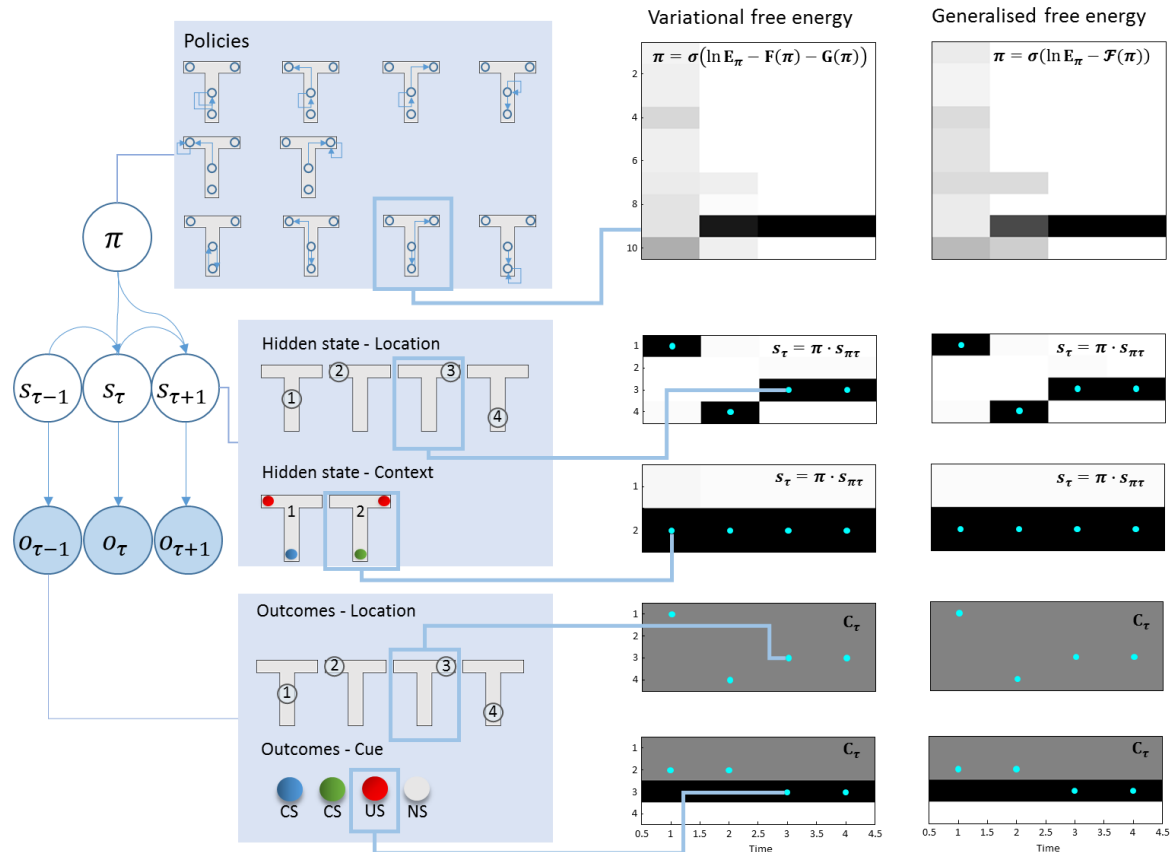 Variational free energy
Generalised free energy
Policies
π = σ(ln E_π − F(π) − G(π))
π = σ(ln E_π − 𝓕(π))
2
4
6
8
10
π
Hidden state - Location
1
2
3
4
1
2
3
4
s_τ = π · s_πτ
s_τ = π · s_πτ
s_τ−1
s_τ
s_τ+1
Hidden state - Context
1
2
1
2
s_τ = π · s_πτ
s_τ = π · s_πτ
o_τ−1
o_τ
o_τ+1
Outcomes - Location
1
2
3
4
1
2
3
4
C_τ
C_τ
Outcomes - Cue
CS
CS
US
NS
1
2
3
4
C_τ
C_τ
0.5 1 1.5 2 2.5 3 3.5 4 4.5
Time
0.5 1 1.5 2 2.5 3 3.5 4 4.5
Time